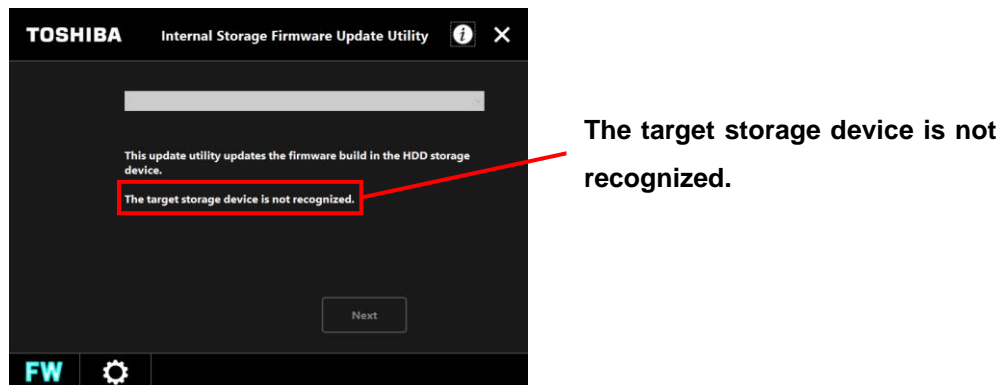 TOSHIBA Internal Storage Firmware Update Utility i
This update utility updates the firmware build in the HDD storage
device.
The target storage device is not recognized.
Next
FW
The target storage device is not
recognized.